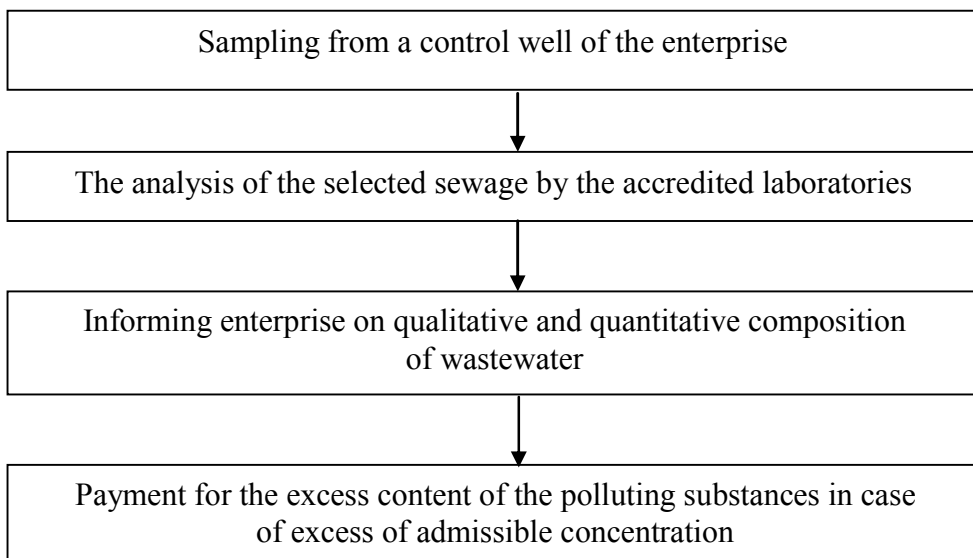 Sampling from a control well of the enterprise
The analysis of the selected sewage by the accredited laboratories
Informing enterprise on qualitative and quantitative composition
of wastewater
Payment for the excess content of the polluting substances in case
of excess of admissible concentration